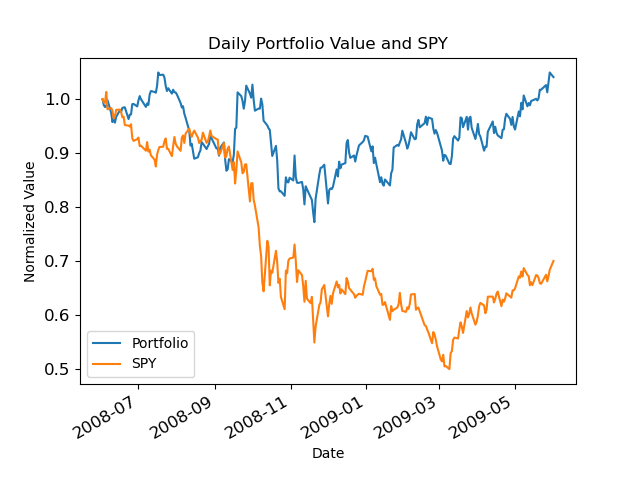 Daily Portfolio Value and SPY
Normalized Value
1.0
0.9
0.8
0.7
0.6
0.5
Portfolio
SPY
2008-07
2008-09
2008-11
2009-01
2009-03
2009-05
Date